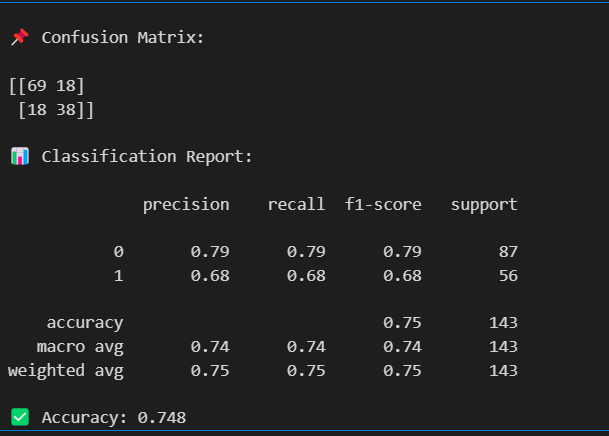 📌 Confusion Matrix:
[[69 18]
 [18 38]]
📊 Classification Report:
              precision    recall  f1-score   support
           0       0.79      0.79      0.79        87
           1       0.68      0.68      0.68        56
    accuracy                           0.75       143
   macro avg       0.74      0.74      0.74       143
weighted avg       0.75      0.75      0.75       143
✅ Accuracy: 0.748